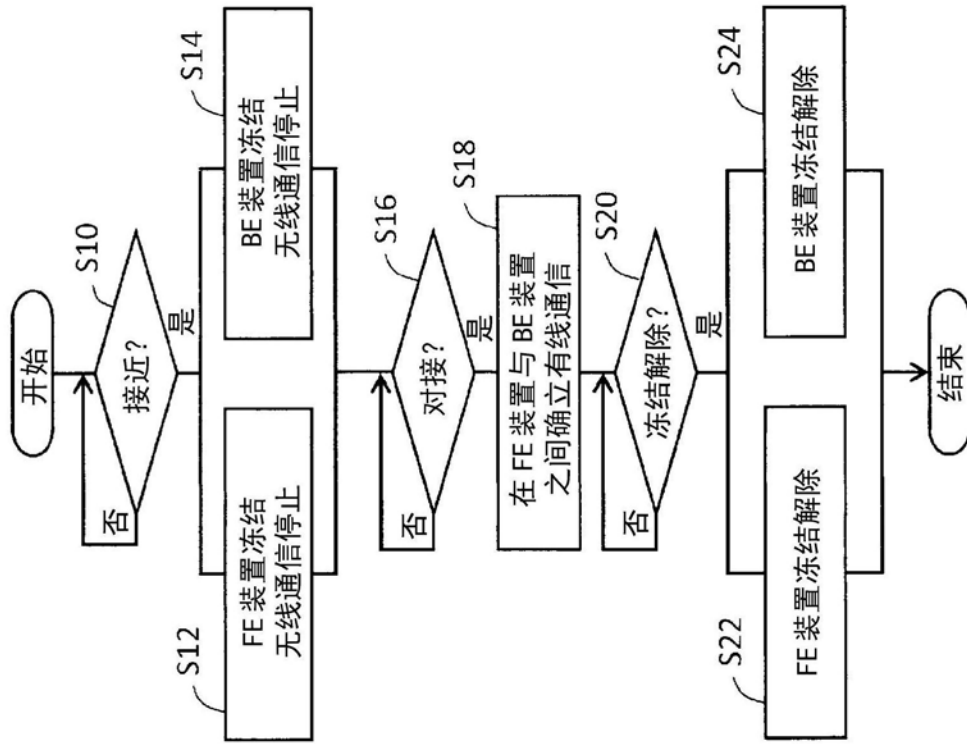 开始
S10
接近?
否
是
S12
FE 装置冻结
无线通信停止
S14
BE 装置冻结
无线通信停止
S16
对接?
否
是
S18
在 FE 装置与 BE 装置
之间确立有线通信
S20
冻结解除?
否
是
S22
FE 装置冻结解除
S24
BE 装置冻结解除
结束